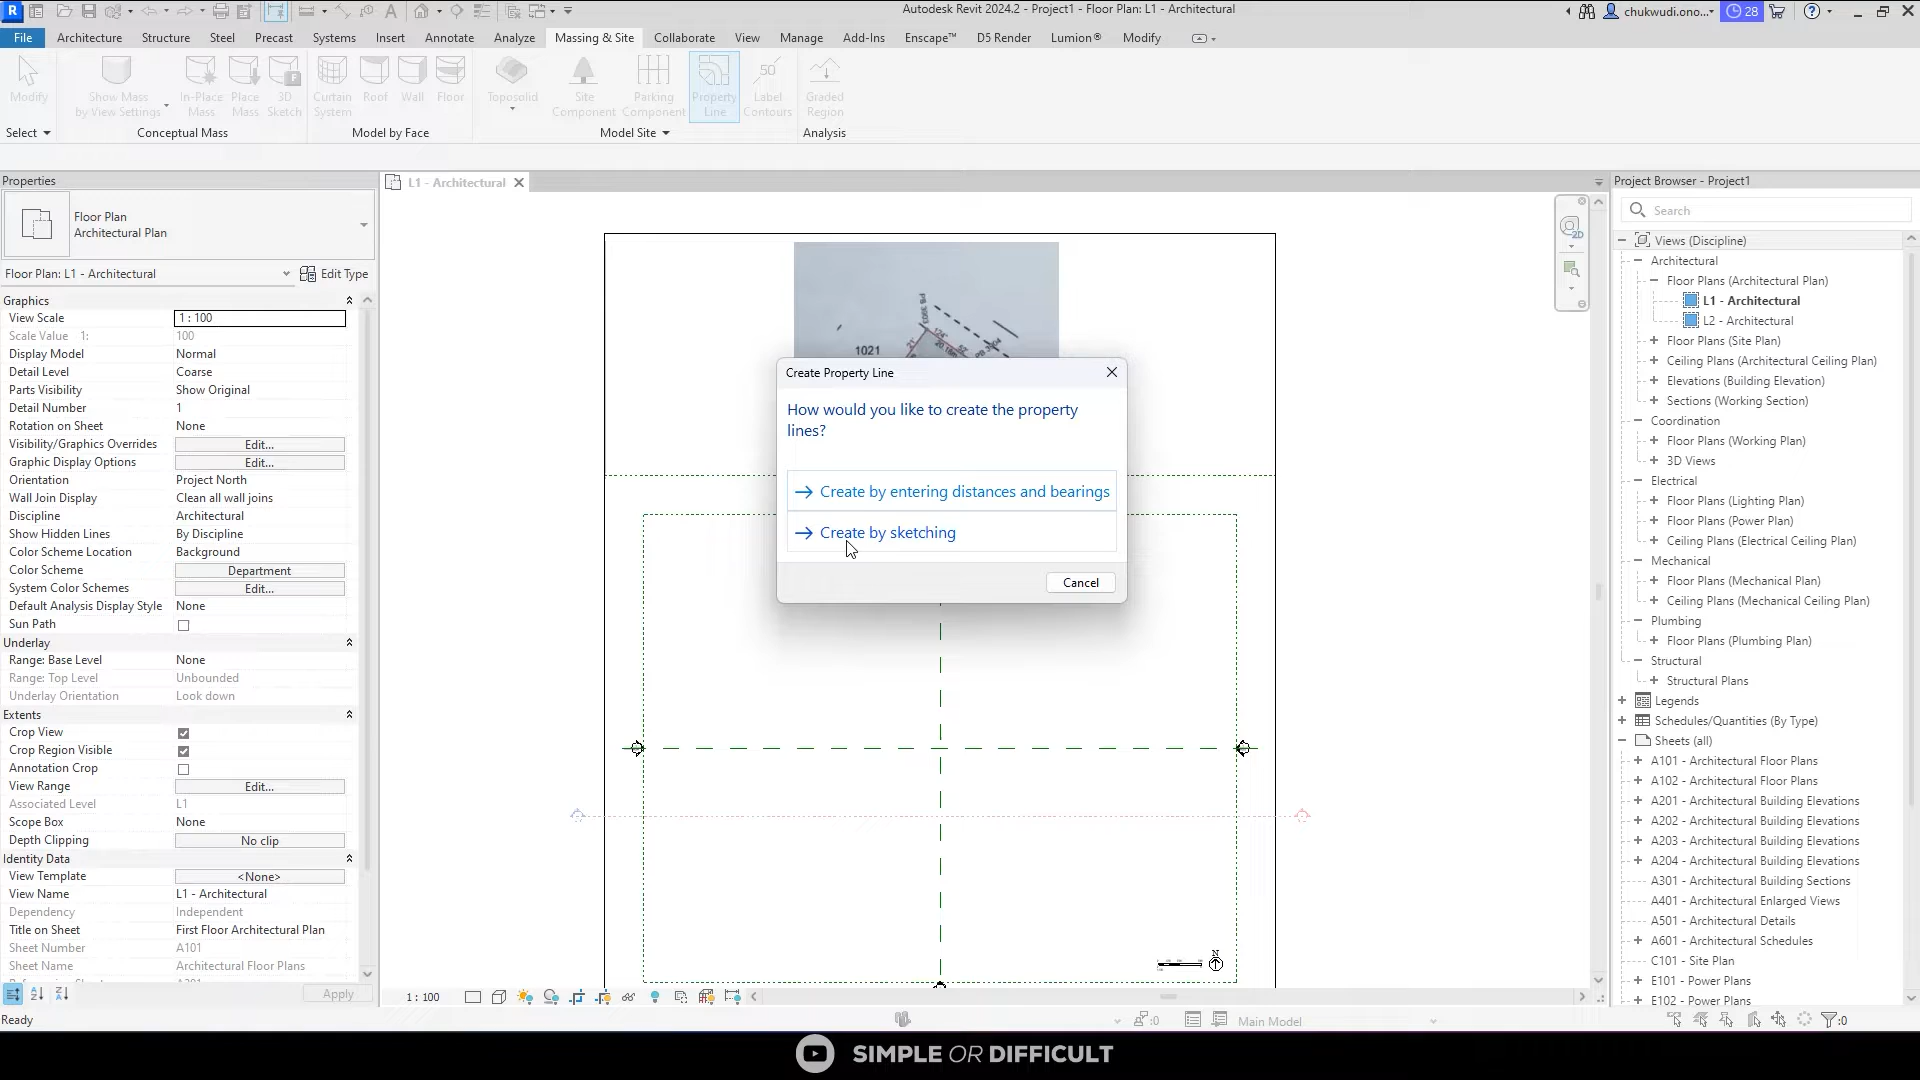 Autodesk Revit 2024.2 - Project1 - Floor Plan: L1 - Architectural
chukwudi.ono...
28
File Architecture Structure Steel Precast Systems Insert Annotate Analyze Massing & Site Collaborate View Manage Add-Ins Enscape™ D5 Render Lumion® Modify
Modify
Show Mass
by View Settings
In-Place
Mass
Place
Mass
3D
Sketch
Curtain
System
Roof
Wall
Floor
Toposolid
Site
Component
Parking
Component
Property
Line
50
Label
Contours
Graded
Region
Select
Conceptual Mass
Model by Face
Model Site
Analysis
Properties
Floor Plan
Architectural Plan
Floor Plan: L1 - Architectural
Edit Type
Graphics
View Scale 1 : 100
Scale Value 1: 100
Display Model Normal
Detail Level Coarse
Parts Visibility Show Original
Detail Number 1
Rotation on Sheet None
Visibility/Graphics Overrides Edit...
Graphic Display Options Edit...
Orientation Project North
Wall Join Display Clean all wall joins
Discipline Architectural
Show Hidden Lines By Discipline
Color Scheme Location Background
Color Scheme Department
System Color Schemes Edit...
Default Analysis Display Style None
Sun Path
Underlay
Range: Base Level None
Range: Top Level Unbounded
Underlay Orientation Look down
Extents
Crop View
Crop Region Visible
Annotation Crop
View Range Edit...
Associated Level L1
Scope Box None
Depth Clipping No clip
Identity Data
View Template <None>
View Name L1 - Architectural
Dependency Independent
Title on Sheet First Floor Architectural Plan
Sheet Number A101
Sheet Name Architectural Floor Plans
Apply
Ready
L1 - Architectural
1021
Create Property Line
How would you like to create the property
lines?
Create by entering distances and bearings
Create by sketching
Cancel
N
2D
1 : 100
:0
Main Model
:0
Project Browser - Project1
Search
Views (Discipline)
Architectural
Floor Plans (Architectural Plan)
L1 - Architectural
L2 - Architectural
Floor Plans (Site Plan)
Ceiling Plans (Architectural Ceiling Plan)
Elevations (Building Elevation)
Sections (Working Section)
Coordination
Floor Plans (Working Plan)
3D Views
Electrical
Floor Plans (Lighting Plan)
Floor Plans (Power Plan)
Ceiling Plans (Electrical Ceiling Plan)
Mechanical
Floor Plans (Mechanical Plan)
Ceiling Plans (Mechanical Ceiling Plan)
Plumbing
Floor Plans (Plumbing Plan)
Structural
Structural Plans
Legends
Schedules/Quantities (By Type)
Sheets (all)
A101 - Architectural Floor Plans
A102 - Architectural Floor Plans
A201 - Architectural Building Elevations
A202 - Architectural Building Elevations
A203 - Architectural Building Elevations
A204 - Architectural Building Elevations
A301 - Architectural Building Sections
A401 - Architectural Enlarged Views
A501 - Architectural Details
A601 - Architectural Schedules
C101 - Site Plan
E101 - Power Plans
E102 - Power Plans
SIMPLE OR DIFFICULT